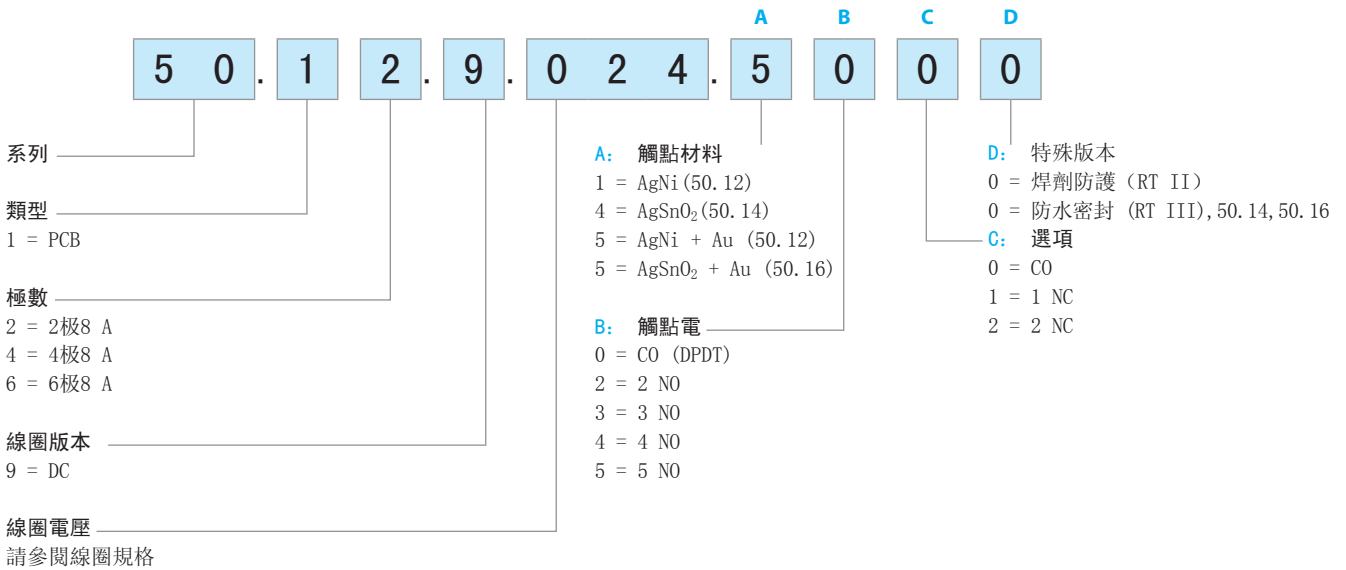 A B C D
5 0 . 1 2 . 9 . 0 2 4 . 5 0 0 0
系列
類型
1 = PCB
極數
2 = 2极8 A
4 = 4极8 A
6 = 6极8 A
線圈版本
9 = DC
線圈電壓
請參閱線圈規格
A: 觸點材料
1 = AgNi(50.12)
4 = AgSnO₂(50.14)
5 = AgNi + Au (50.12)
5 = AgSnO₂ + Au (50.16)
B: 觸點電
0 = CO (DPDT)
2 = 2 NO
3 = 3 NO
4 = 4 NO
5 = 5 NO
D: 特殊版本
0 = 焊劑防護（RT II）
0 = 防水密封 (RT III),50.14,50.16
C: 選項
0 = CO
1 = 1 NC
2 = 2 NC